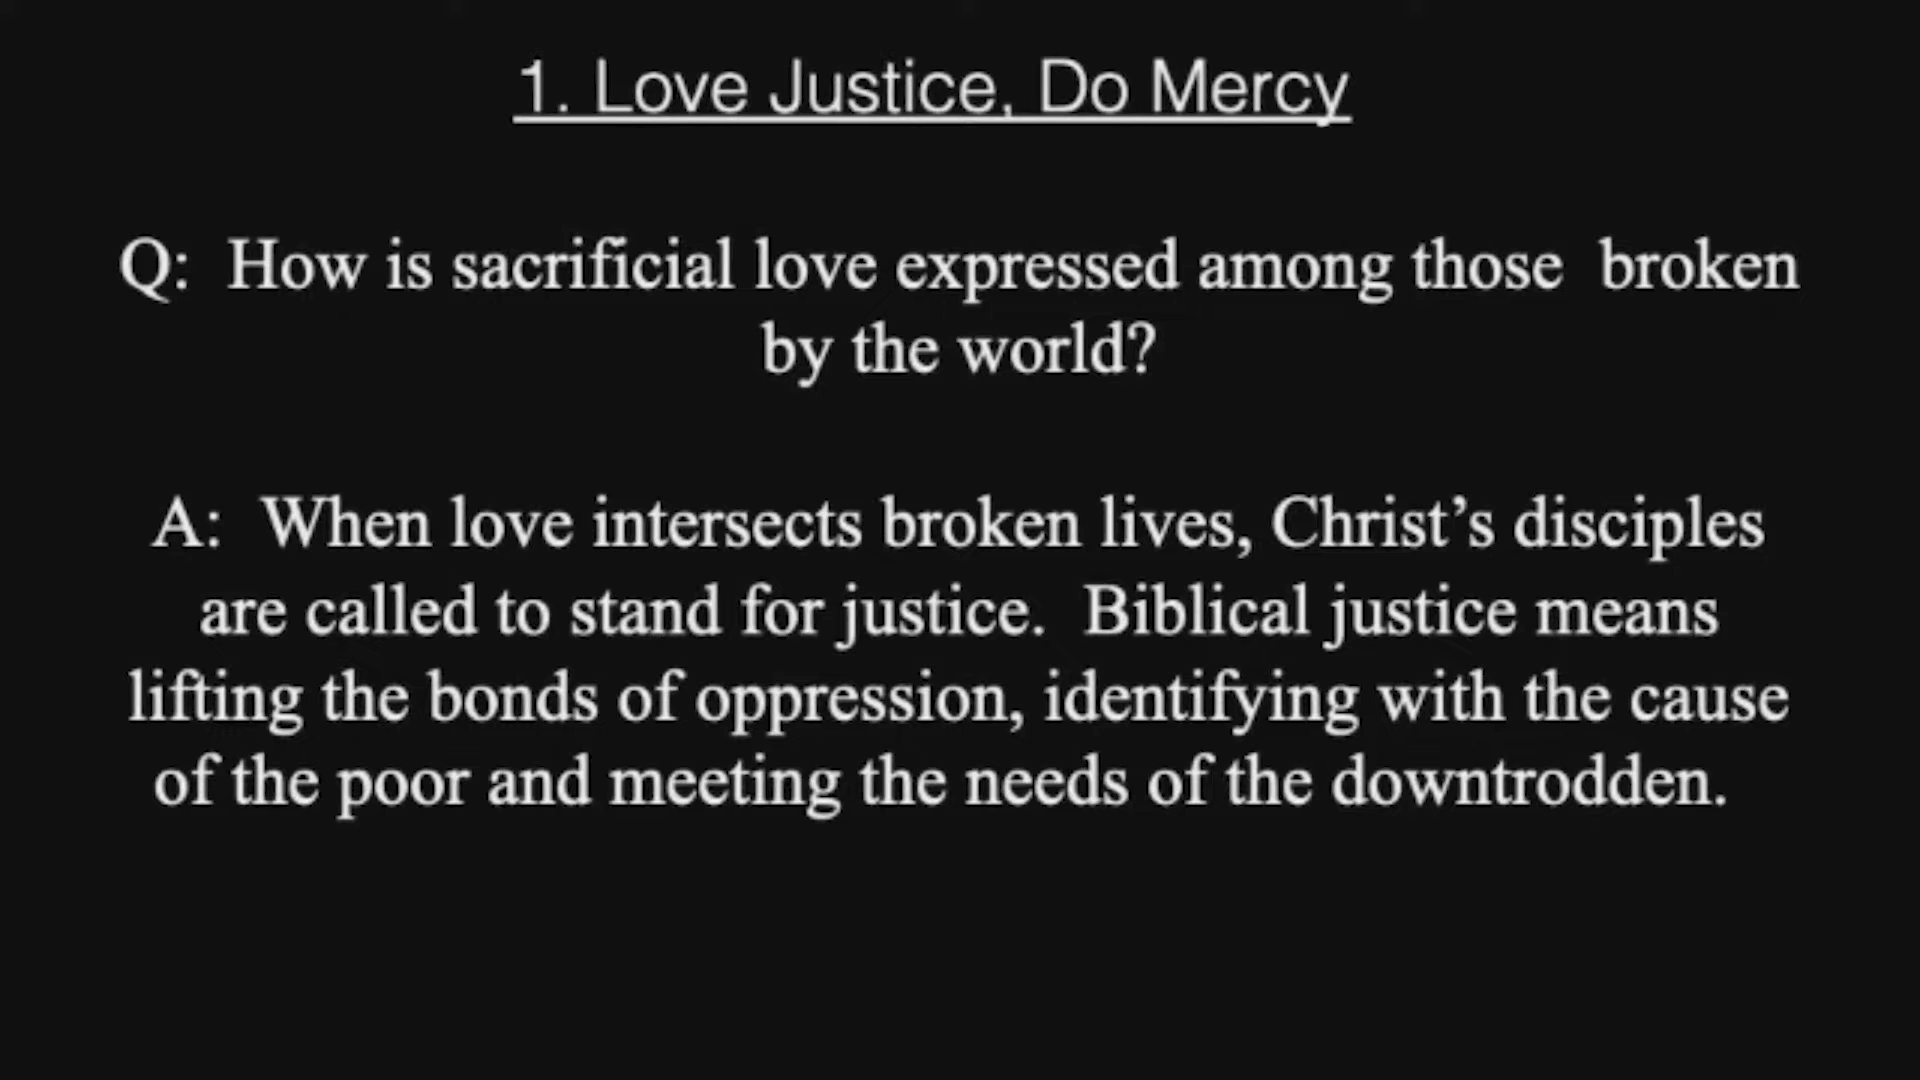 1. Love Justice, Do Mercy
Q:  How is sacrificial love expressed among those  broken
by the world?
A:  When love intersects broken lives, Christ’s disciples
are called to stand for justice.  Biblical justice means
lifting the bonds of oppression, identifying with the cause
of the poor and meeting the needs of the downtrodden.